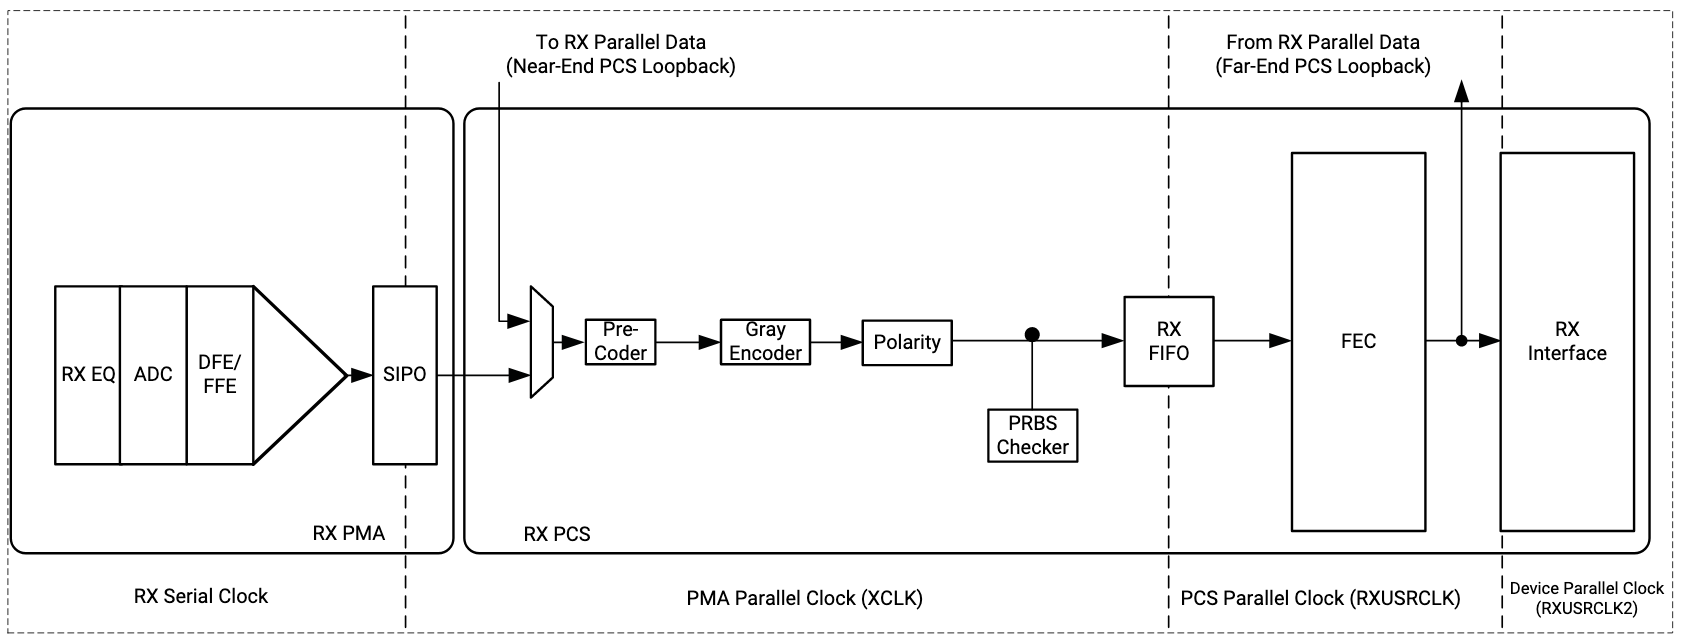 To RX Parallel Data
(Near-End PCS Loopback)
From RX Parallel Data
(Far-End PCS Loopback)
RX EQ
ADC
DFE/
FFE
SIPO
Pre-
Coder
Gray
Encoder
Polarity
PRBS
Checker
RX
FIFO
FEC
RX
Interface
RX PMA
RX PCS
RX Serial Clock
PMA Parallel Clock (XCLK)
PCS Parallel Clock (RXUSRCLK)
Device Parallel Clock
(RXUSRCLK2)